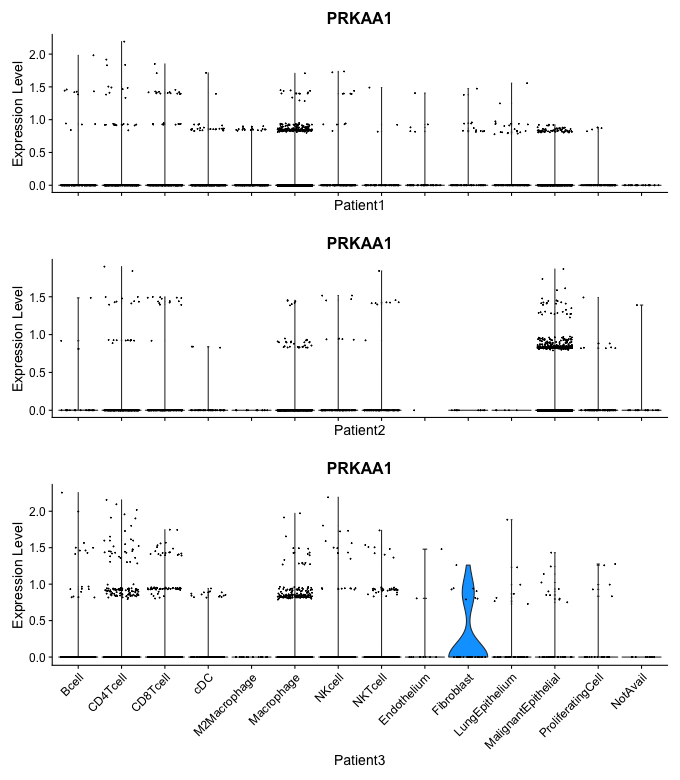 PRKAA1
Expression Level
2.0
1.5
1.0
0.5
0.0
Patient1
PRKAA1
Expression Level
1.5
1.0
0.5
0.0
Patient2
PRKAA1
Expression Level
2.0
1.5
1.0
0.5
0.0
Bcell
CD4Tcell
CD8Tcell
cDC
M2Macrophage
Macrophage
NKcell
NKTcell
Endothelium
Fibroblast
LungEpithelium
MalignantEpithelial
ProliferatingCell
NotAvail
Patient3